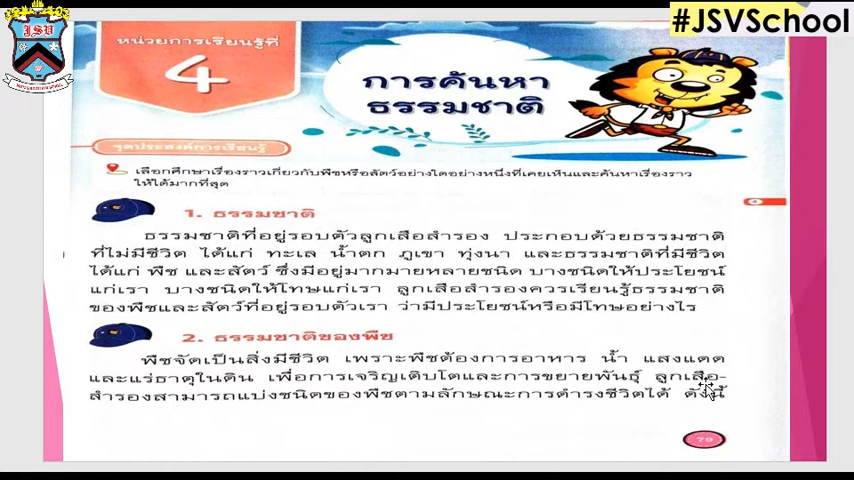 #JSVSchool
JSV
หน่วยการเรียนรู้ที่
4
การค้นหา
ธรรมชาติ
จุดประสงค์การเรียนรู้
เลือกศึกษาเรื่องราวเกี่ยวกับพืชหรือสัตว์อย่างใดอย่างหนึ่งที่เคยเห็นและค้นหาเรื่องราว
ให้ได้มากที่สุด
1. ธรรมชาติ
ธรรมชาติที่อยู่รอบตัวลูกเสือสำรอง ประกอบด้วยธรรมชาติ
ที่ไม่มีชีวิต ได้แก่ ทะเล น้ำตก ภูเขา ทุ่งนา และธรรมชาติที่มีชีวิต
ได้แก่ พืช และสัตว์ ซึ่งมีอยู่มากมายหลายชนิด บางชนิดให้ประโยชน์
แก่เรา บางชนิดให้โทษแก่เรา ลูกเสือสำรองควรเรียนรู้ธรรมชาติ
ของพืชและสัตว์ที่อยู่รอบตัวเรา ว่ามีประโยชน์หรือมีโทษอย่างไร
2. ธรรมชาติของพืช
พืชจัดเป็นสิ่งมีชีวิต เพราะพืชต้องการอาหาร น้ำ แสงแดด
และแร่ธาตุในดิน เพื่อการเจริญเติบโตและการขยายพันธุ์ ลูกเสือ-
สำรองสามารถแบ่งชนิดของพืชตามลักษณะการดำรงชีวิตได้ ดังนี้
79